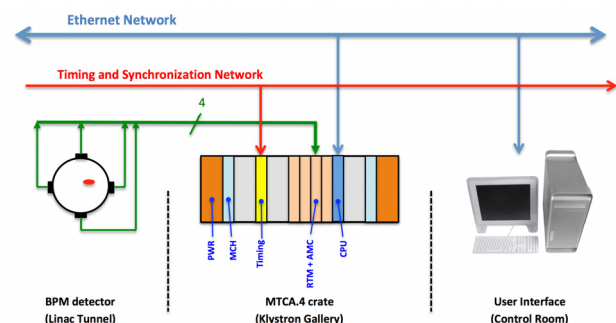 Ethernet Network
Timing and Synchronization Network
4
PWR
MCH
Timing
RTM + AMC
CPU
BPM detector
(Linac Tunnel)
MTCA.4 crate
(Klystron Gallery)
User Interface
(Control Room)